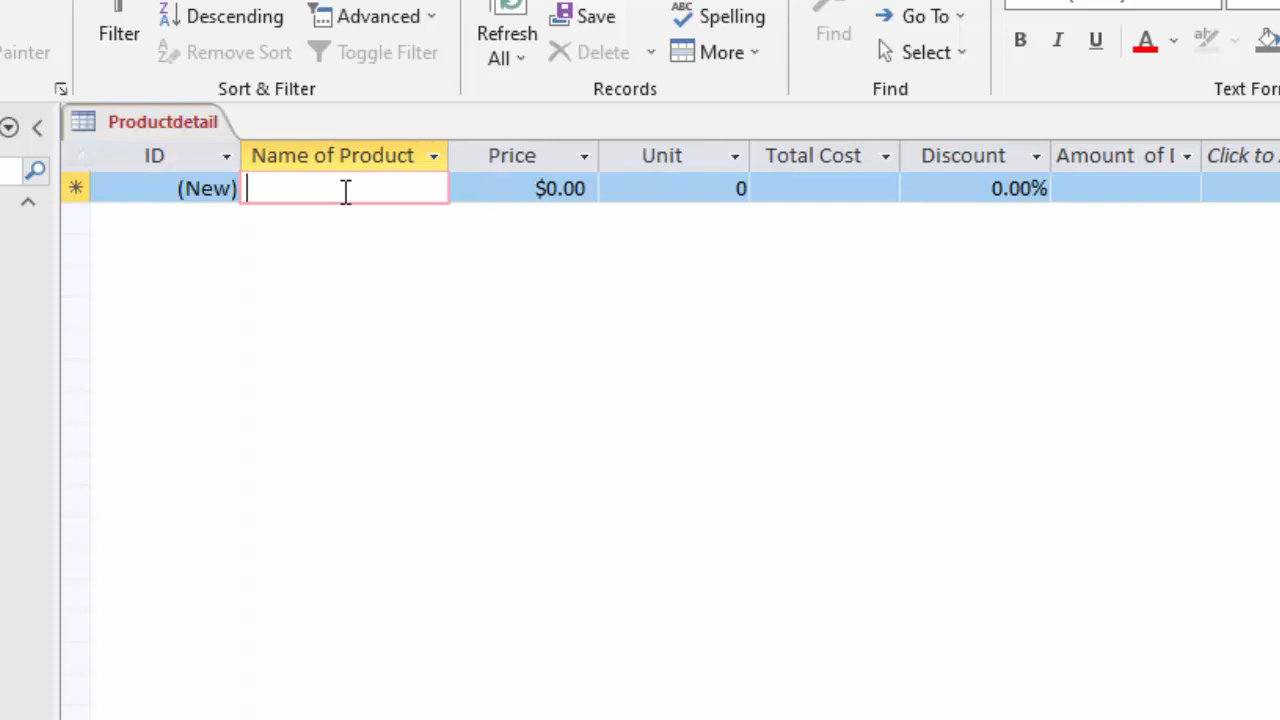 Painter
Filter
Descending
Remove Sort
Advanced
Toggle Filter
Sort & Filter
Refresh
All
Save
Delete
Spelling
More
Records
Find
Go To
Select
Find
B I U A
Text For
Productdetail
ID Name of Product Price Unit Total Cost Discount Amount of D Click to
(New) $0.00 0 0.00%